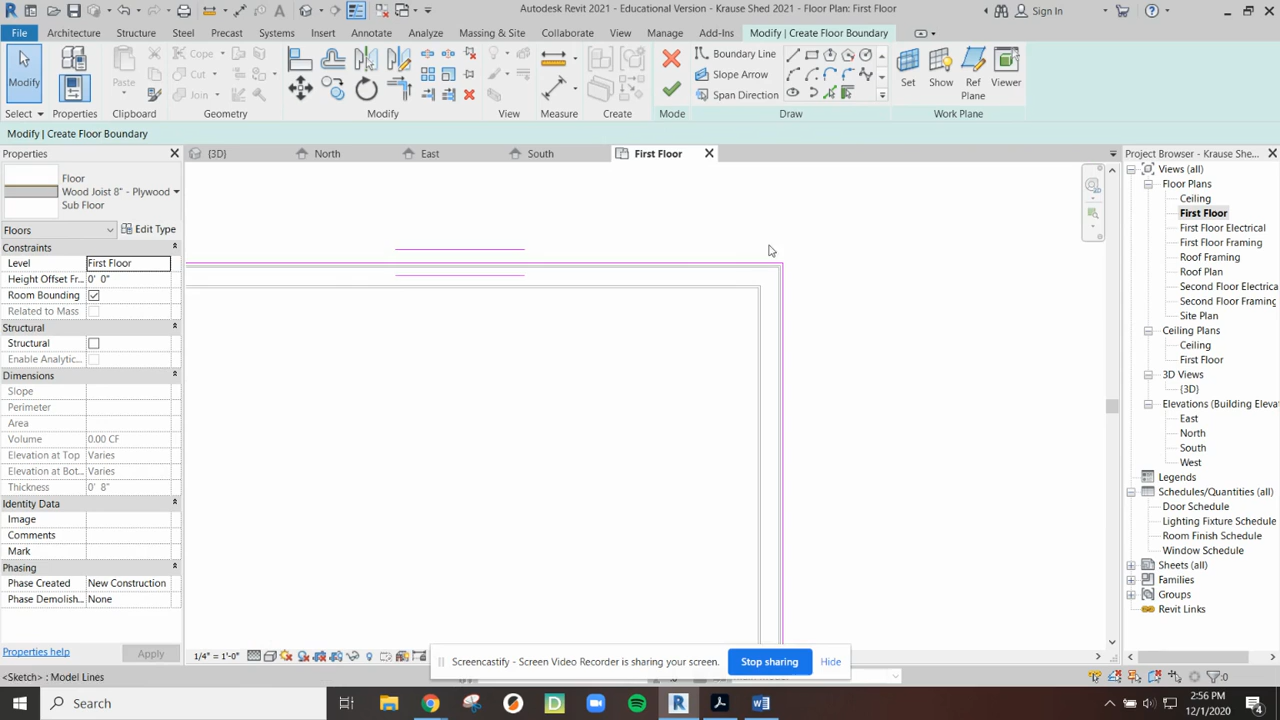 Autodesk Revit 2021 - Educational Version - Krause Shed 2021 - Floor Plan: First Floor
Sign In
File Architecture Structure Steel Precast Systems Insert Annotate Analyze Massing & Site Collaborate View Manage Add-Ins Modify | Create Floor Boundary
Modify
Paste
Cope
Cut
Join
Boundary Line
Slope Arrow
Span Direction
Set Show Ref Plane Viewer
Select Properties Clipboard Geometry Modify View Measure Create Mode Draw Work Plane
Modify | Create Floor Boundary
Properties
{3D} North East South First Floor
Project Browser - Krause She...
Floor
Wood Joist 8" - Plywood
Sub Floor
Floors
Edit Type
Constraints
Level First Floor
Height Offset Fr... 0' 0"
Room Bounding
Related to Mass
Structural
Structural
Enable Analytic...
Dimensions
Slope
Perimeter
Area
Volume 0.00 CF
Elevation at Top Varies
Elevation at Bot... Varies
Thickness 0' 8"
Identity Data
Image
Comments
Mark
Phasing
Phase Created New Construction
Phase Demolish... None
Properties help
Apply
Views (all)
Floor Plans
Ceiling
First Floor
First Floor Electrical
First Floor Framing
Roof Framing
Roof Plan
Second Floor Electrica
Second Floor Framing
Site Plan
Ceiling Plans
Ceiling
First Floor
3D Views
{3D}
Elevations (Building Eleva
East
North
South
West
Legends
Schedules/Quantities (all)
Door Schedule
Lighting Fixture Schedule
Room Finish Schedule
Window Schedule
Sheets (all)
Families
Groups
Revit Links
1/4" = 1'-0"
Screencastify - Screen Video Recorder is sharing your screen.
Stop sharing
Hide
<Sketch> : Model Lines
:0
Search
2:56 PM
12/1/2020
4